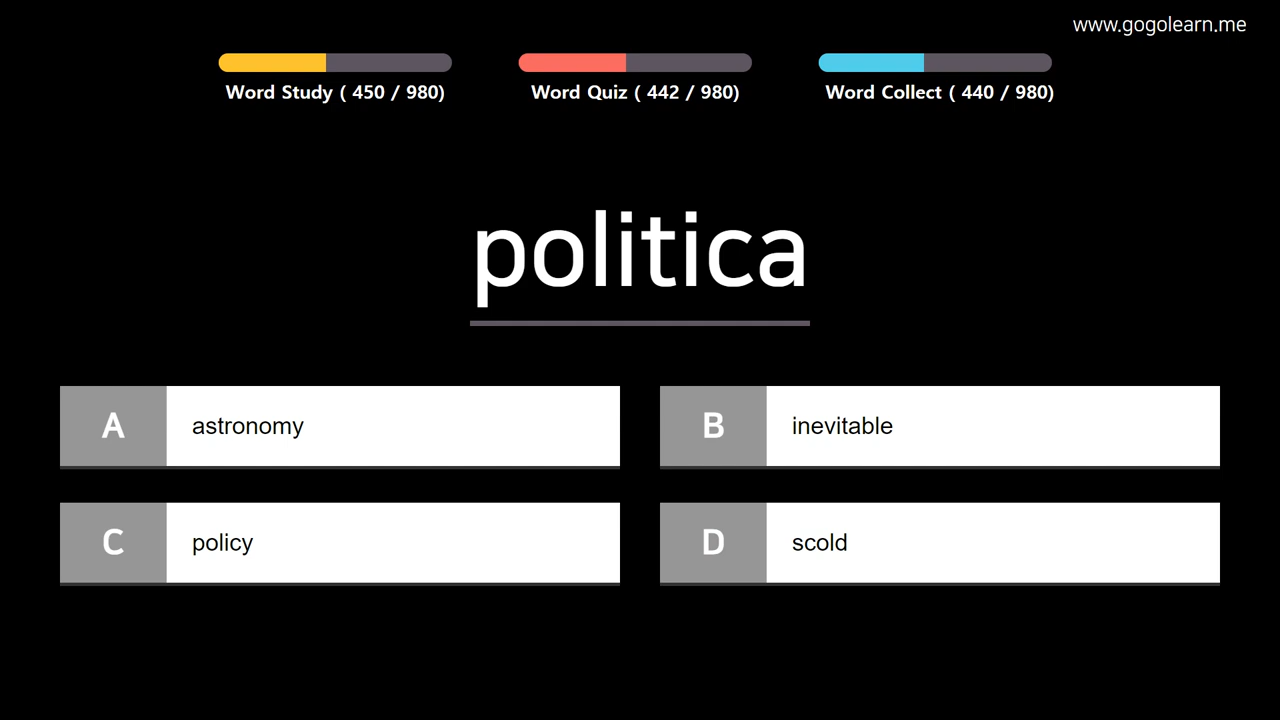 www.gogolearn.me
Word Study ( 450 / 980)
Word Quiz ( 442 / 980)
Word Collect ( 440 / 980)
politica
A astronomy
B inevitable
C policy
D scold